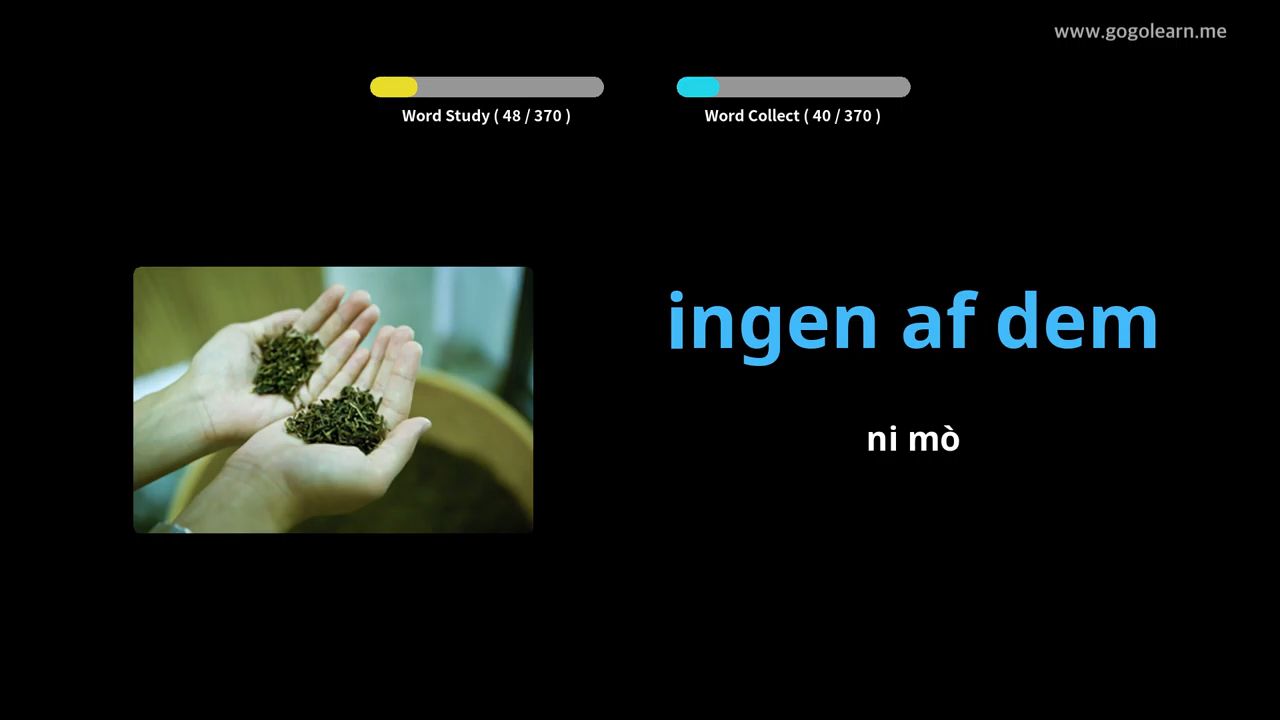 www.gogolearn.me
Word Study ( 48 / 370 )
Word Collect ( 40 / 370 )
ingen af dem
ni mò